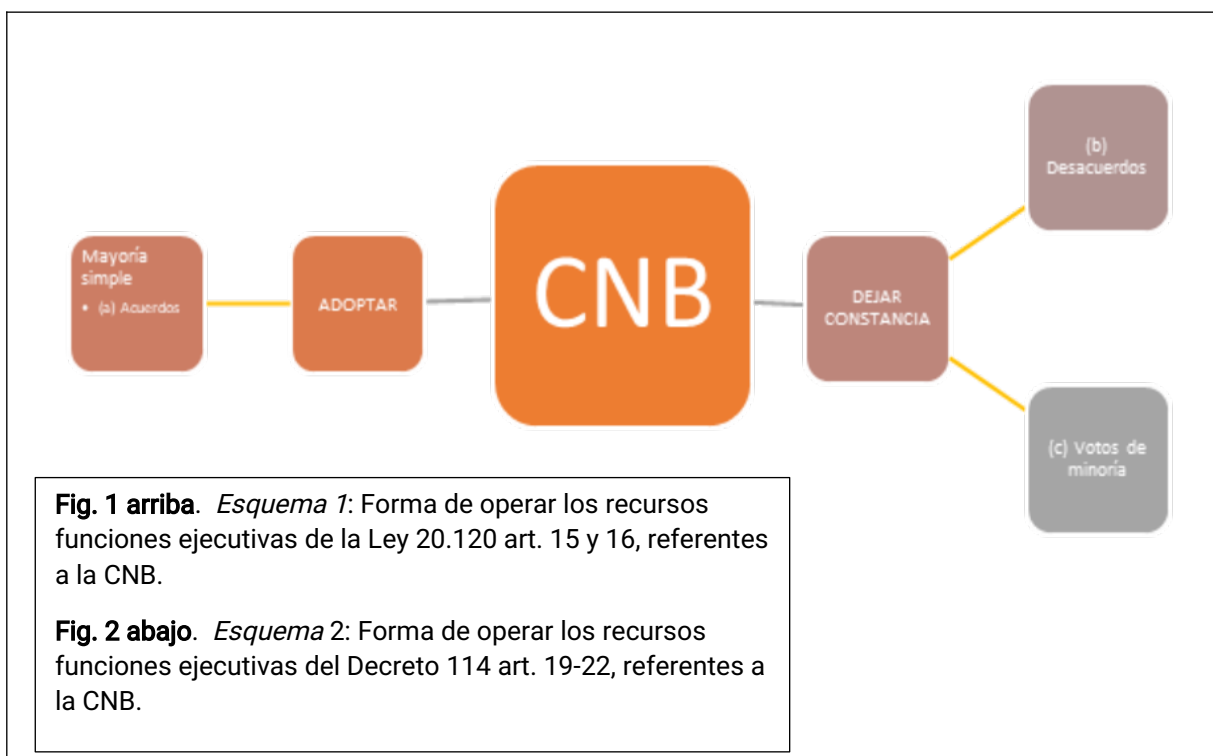 Mayoría
simple
• (a) Acuerdos
ADOPTAR
CNB
DEJAR
CONSTANCIA
(b)
Desacuerdos
(c) Votos de
minoría
Fig. 1 arriba. Esquema 1: Forma de operar los recursos
funciones ejecutivas de la Ley 20.120 art. 15 y 16, referentes
a la CNB.
Fig. 2 abajo. Esquema 2: Forma de operar los recursos
funciones ejecutivas del Decreto 114 art. 19-22, referentes a
la CNB.